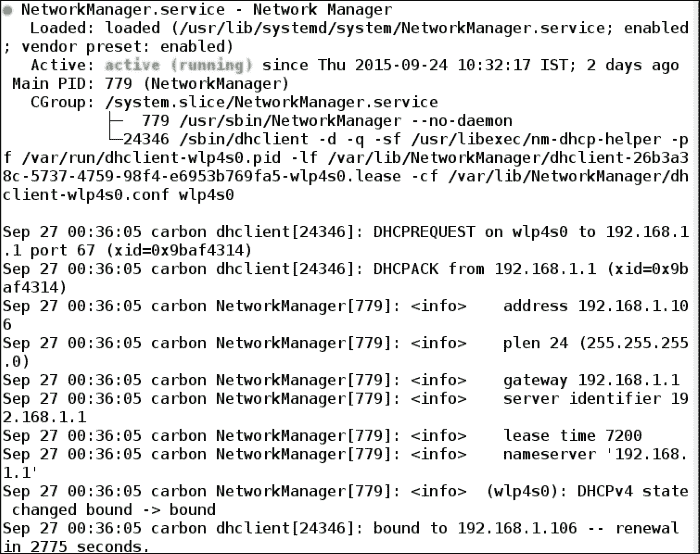 ● NetworkManager.service - Network Manager
   Loaded: loaded (/usr/lib/systemd/system/NetworkManager.service; enabled
; vendor preset: enabled)
   Active: active (running) since Thu 2015-09-24 10:32:17 IST; 2 days ago
 Main PID: 779 (NetworkManager)
   CGroup: /system.slice/NetworkManager.service
           ├─  779 /usr/sbin/NetworkManager --no-daemon
           └─24346 /sbin/dhclient -d -q -sf /usr/libexec/nm-dhcp-helper -p
f /var/run/dhclient-wlp4s0.pid -lf /var/lib/NetworkManager/dhclient-26b3a3
8c-5737-4759-98f4-e6953b769fa5-wlp4s0.lease -cf /var/lib/NetworkManager/dh
client-wlp4s0.conf wlp4s0

Sep 27 00:36:05 carbon dhclient[24346]: DHCPREQUEST on wlp4s0 to 192.168.1
.1 port 67 (xid=0x9baf4314)
Sep 27 00:36:05 carbon dhclient[24346]: DHCPACK from 192.168.1.1 (xid=0x9b
af4314)
Sep 27 00:36:05 carbon NetworkManager[779]: <info>    address 192.168.1.10
6
Sep 27 00:36:05 carbon NetworkManager[779]: <info>    plen 24 (255.255.255
.0)
Sep 27 00:36:05 carbon NetworkManager[779]: <info>    gateway 192.168.1.1
Sep 27 00:36:05 carbon NetworkManager[779]: <info>    server identifier 19
2.168.1.1
Sep 27 00:36:05 carbon NetworkManager[779]: <info>    lease time 7200
Sep 27 00:36:05 carbon NetworkManager[779]: <info>    nameserver '192.168.
1.1'
Sep 27 00:36:05 carbon NetworkManager[779]: <info>  (wlp4s0): DHCPv4 state
 changed bound -> bound
Sep 27 00:36:05 carbon dhclient[24346]: bound to 192.168.1.106 -- renewal
in 2775 seconds.